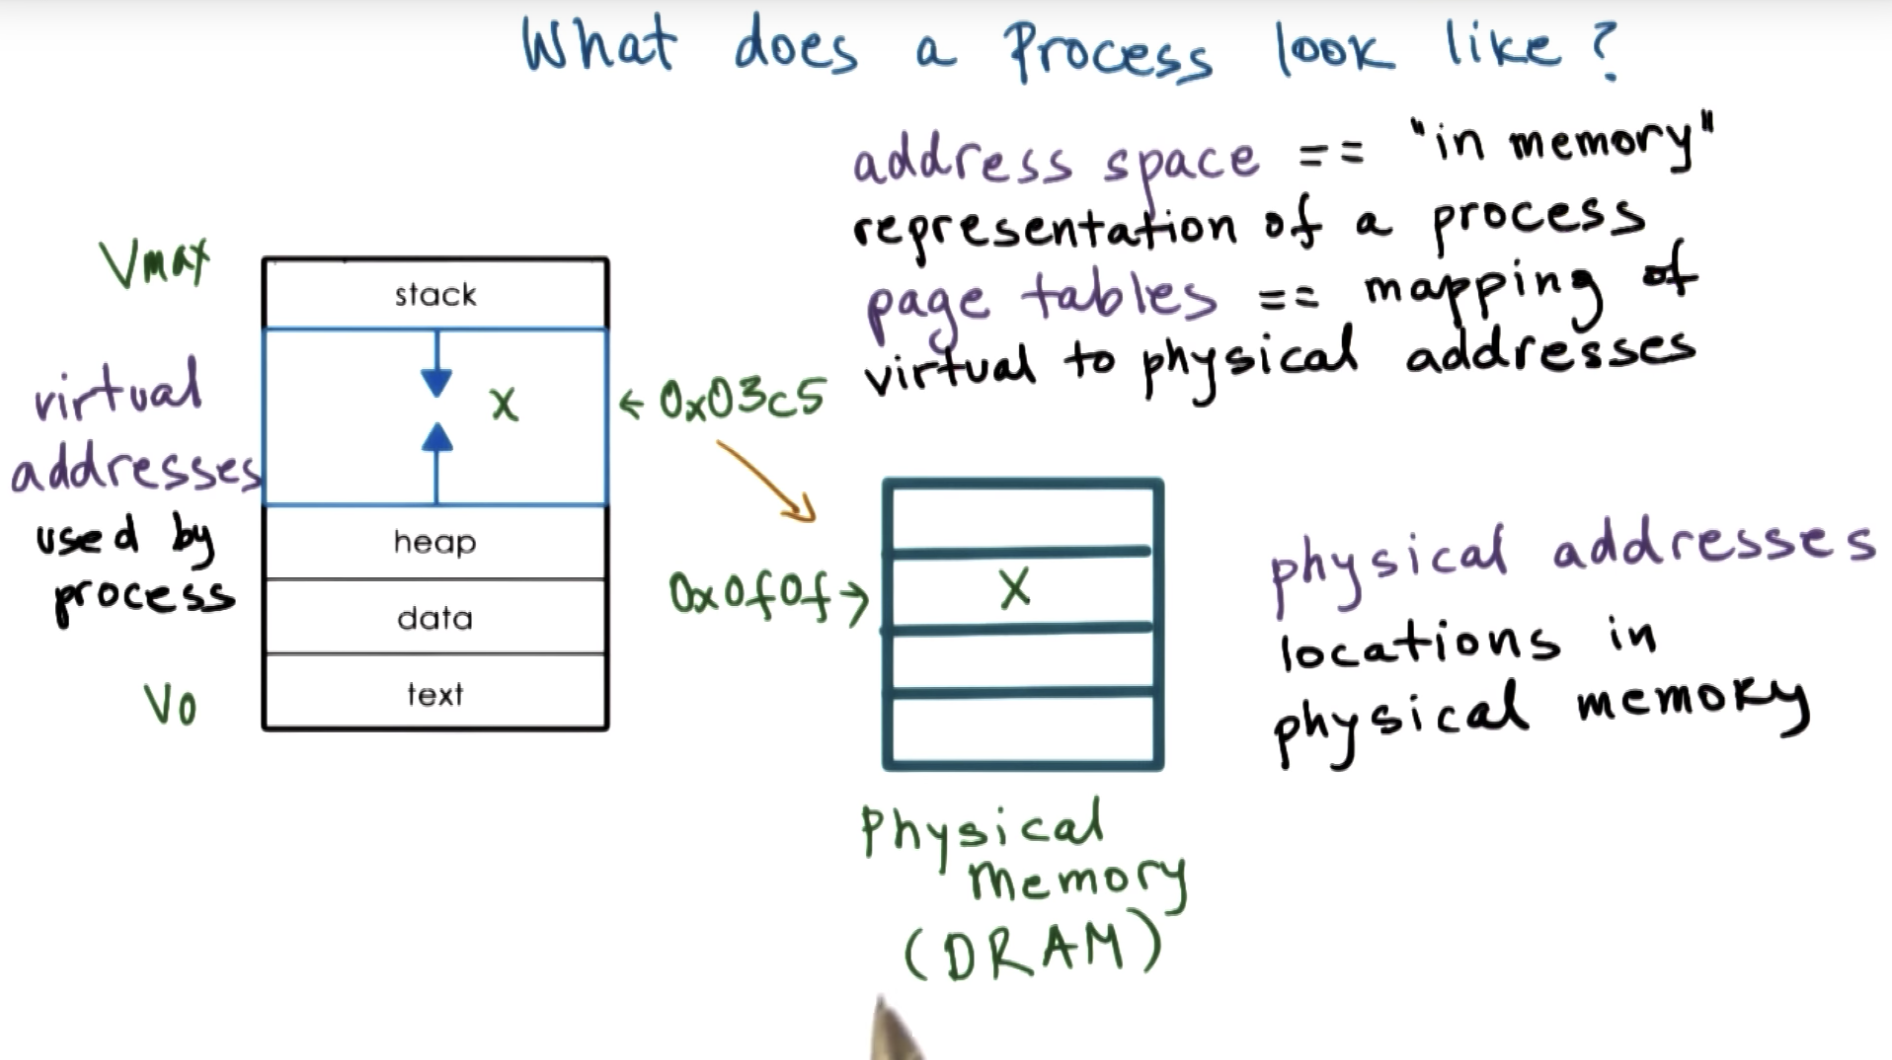 What does a Process look like?
address space == "in memory"
representation of a process
page tables == mapping of
virtual to physical addresses
Vmax
stack
virtual
addresses
used by
process
X
← 0x03c5
heap
data
V0
text
0x0f0f →
X
physical addresses
locations in
physical memory
Physical
Memory
(DRAM)